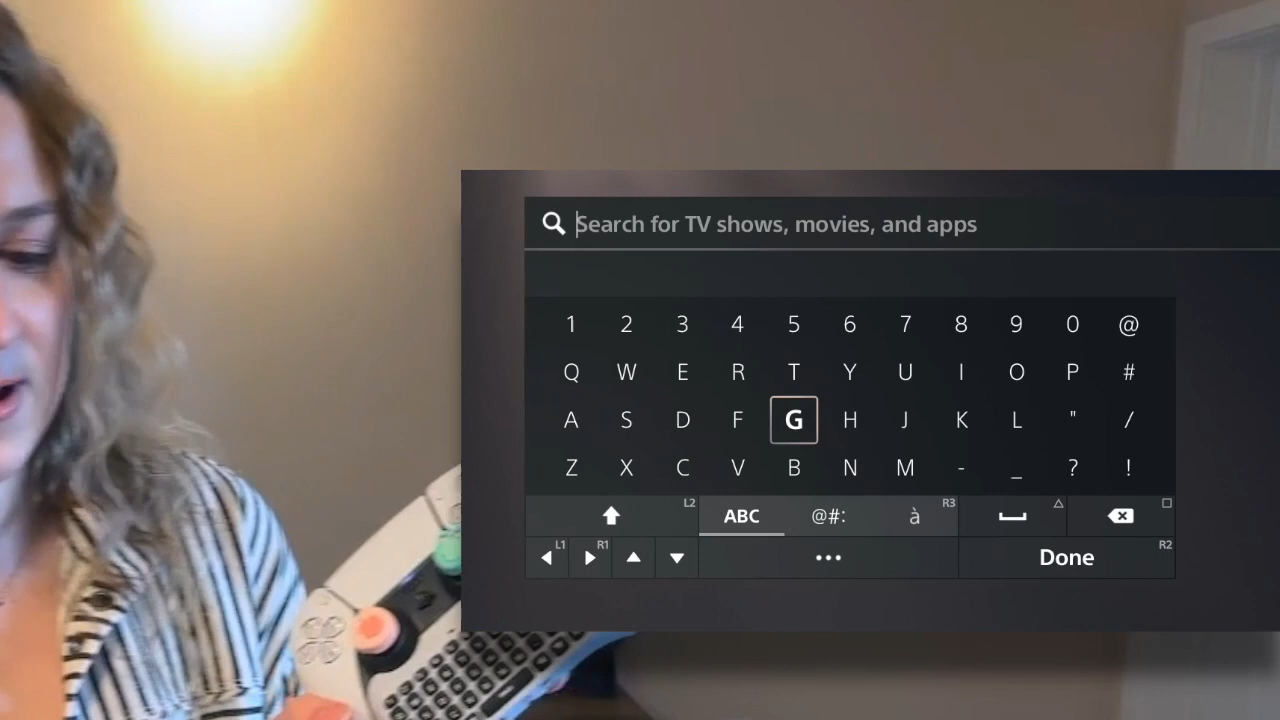 Search for TV shows, movies, and apps
1 2 3 4 5 6 7 8 9 0 @
Q W E R T Y U I O P #
A S D F G H J K L " /
Z X C V B N M - _ ? !
L2 ABC @#: à R3
L1 R1 ••• Done R2